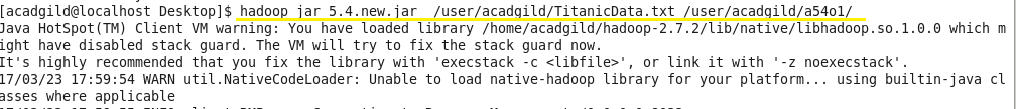 [acadgild@localhost Desktop]$ hadoop jar 5.4.new.jar  /user/acadgild/TitanicData.txt /user/acadgild/a54o1/
Java HotSpot(TM) Client VM warning: You have loaded library /home/acadgild/hadoop-2.7.2/lib/native/libhadoop.so.1.0.0 which m
ight have disabled stack guard. The VM will try to fix the stack guard now.
It's highly recommended that you fix the library with 'execstack -c <libfile>', or link it with '-z noexecstack'.
17/03/23 17:59:54 WARN util.NativeCodeLoader: Unable to load native-hadoop library for your platform... using builtin-java cl
asses where applicable